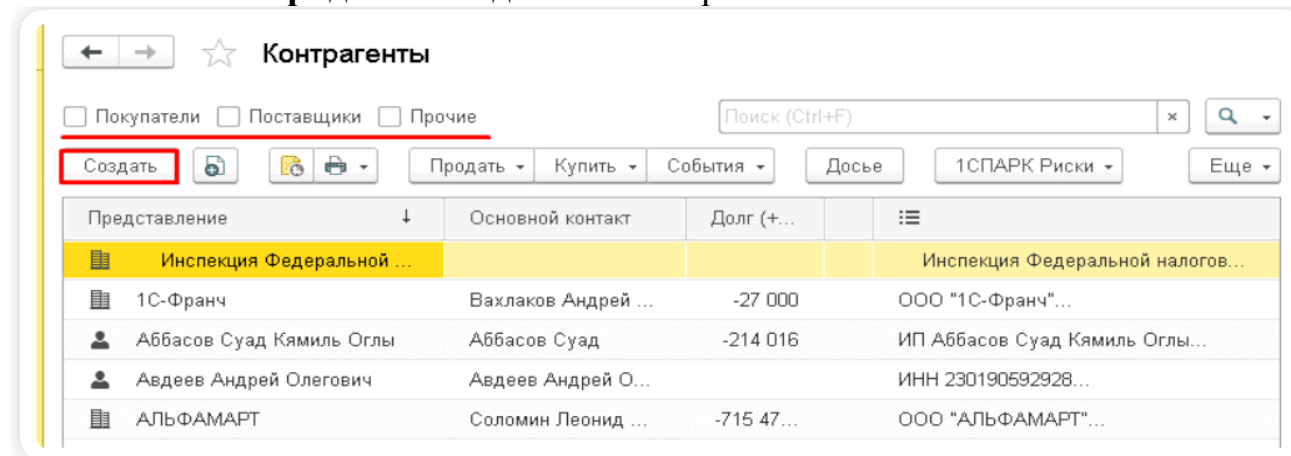 Контрагенты
Покупатели Поставщики Прочие Поиск (Ctrl+F) ×
Создать Продать Купить События Досье 1СПАРК Риски Еще
Представление ↓ Основной контакт Долг (+...
Инспекция Федеральной ... Инспекция Федеральной налогов...
1С-Франч Вахлаков Андрей ... -27 000 ООО "1С-Франч"...
Аббасов Суад Кямиль Оглы Аббасов Суад -214 016 ИП Аббасов Суад Кямиль Оглы...
Авдеев Андрей Олегович Авдеев Андрей О... ИНН 230190592928...
АЛЬФАМАРТ Соломин Леонид ... -715 47... ООО "АЛЬФАМАРТ"...